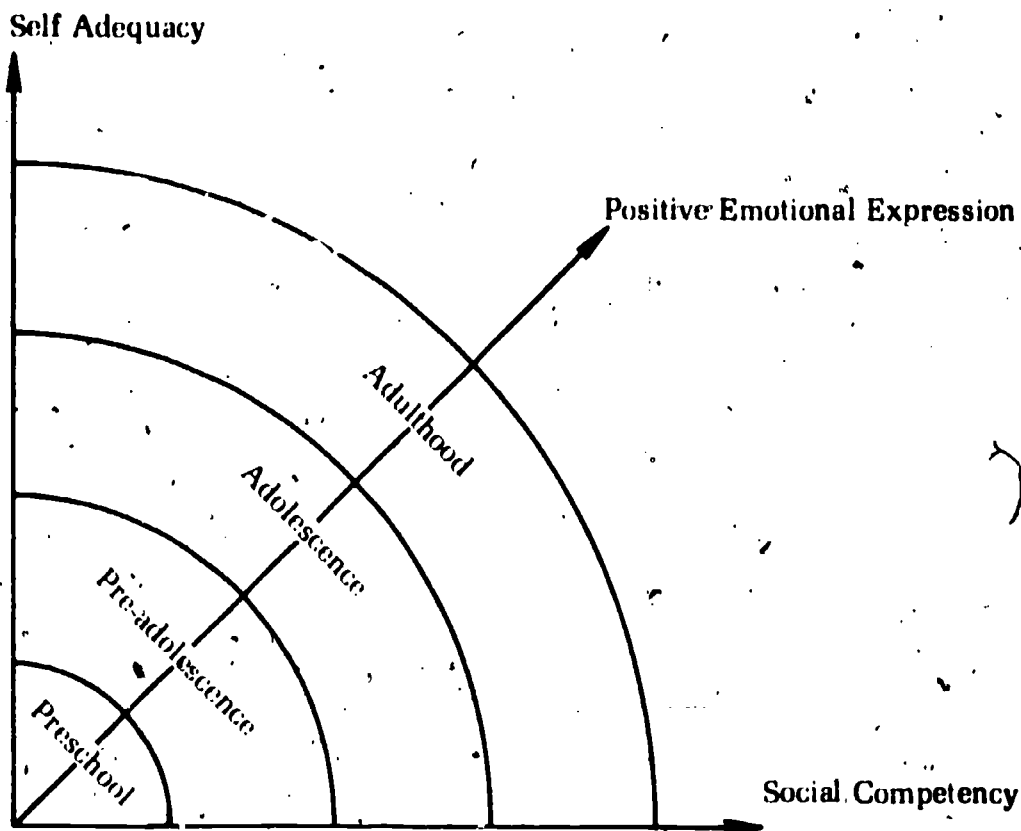 Self Adequacy
Positive Emotional Expression
Adulthood
Adolescence
Pre-adolescence
Preschool
Social Competency